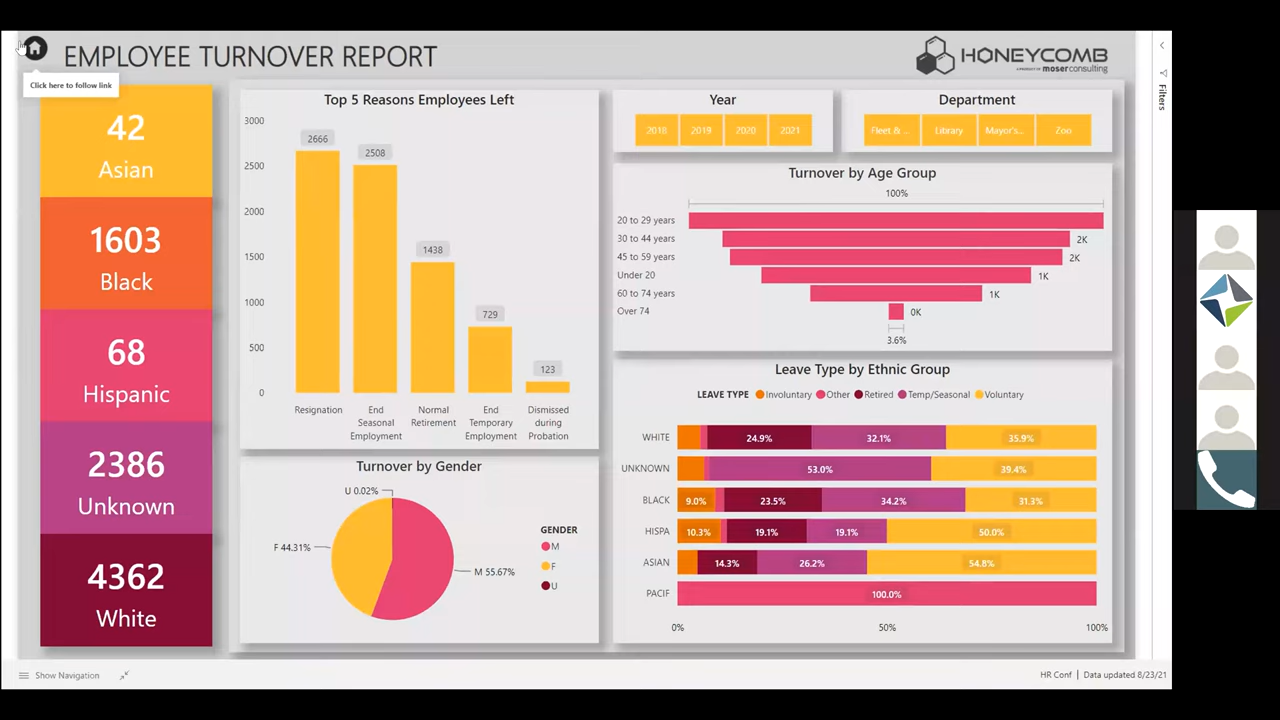 EMPLOYEE TURNOVER REPORT
HONEYCOMB
A PRODUCT OF moserconsulting
Click here to follow link
Filters
42
Asian
1603
Black
68
Hispanic
2386
Unknown
4362
White
Top 5 Reasons Employees Left
3000
2500
2000
1500
1000
500
0
2666
2508
1438
729
123
Resignation
End
Seasonal
Employment
Normal
Retirement
End
Temporary
Employment
Dismissed
during
Probation
Turnover by Gender
U 0.02%
F 44.31%
M 55.67%
GENDER
M
F
U
Year
2018 2019 2020 2021
Department
Fleet & ... Library Mayor's... Zoo
Turnover by Age Group
100%
20 to 29 years
30 to 44 years 2K
45 to 59 years 2K
Under 20 1K
60 to 74 years 1K
Over 74 0K
3.6%
Leave Type by Ethnic Group
LEAVE TYPE Involuntary Other Retired Temp/Seasonal Voluntary
WHITE 24.9% 32.1% 35.9%
UNKNOWN 53.0% 39.4%
BLACK 9.0% 23.5% 34.2% 31.3%
HISPA 10.3% 19.1% 19.1% 50.0%
ASIAN 14.3% 26.2% 54.8%
PACIF 100.0%
0% 50% 100%
Show Navigation
HR Conf | Data updated 8/23/21